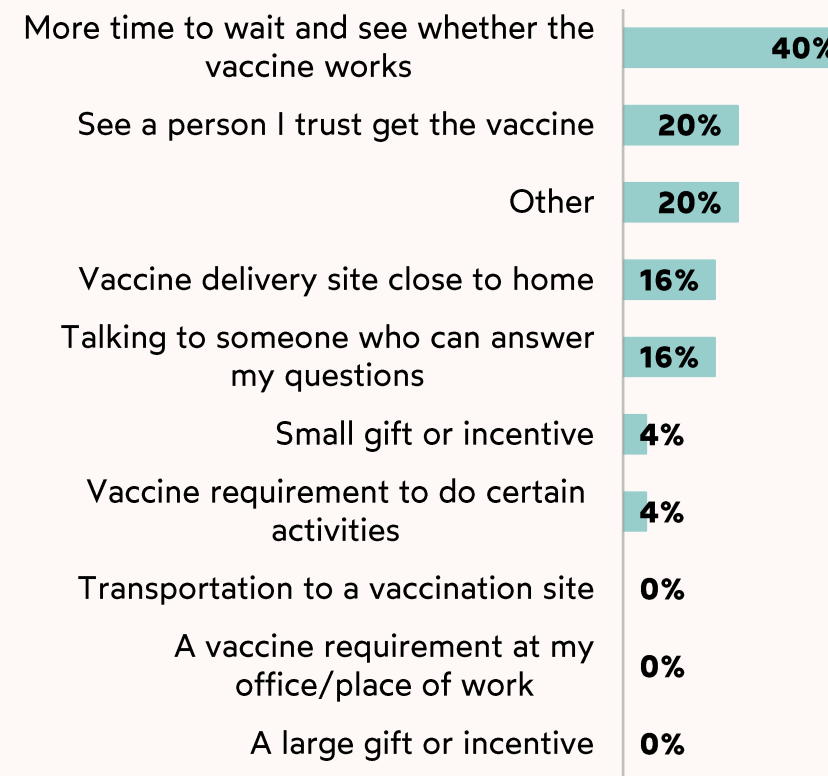 More time to wait and see whether the
vaccine works
40%
See a person I trust get the vaccine
20%
Other
20%
Vaccine delivery site close to home
16%
Talking to someone who can answer
my questions
16%
Small gift or incentive
4%
Vaccine requirement to do certain
activities
4%
Transportation to a vaccination site
0%
A vaccine requirement at my
office/place of work
0%
A large gift or incentive
0%